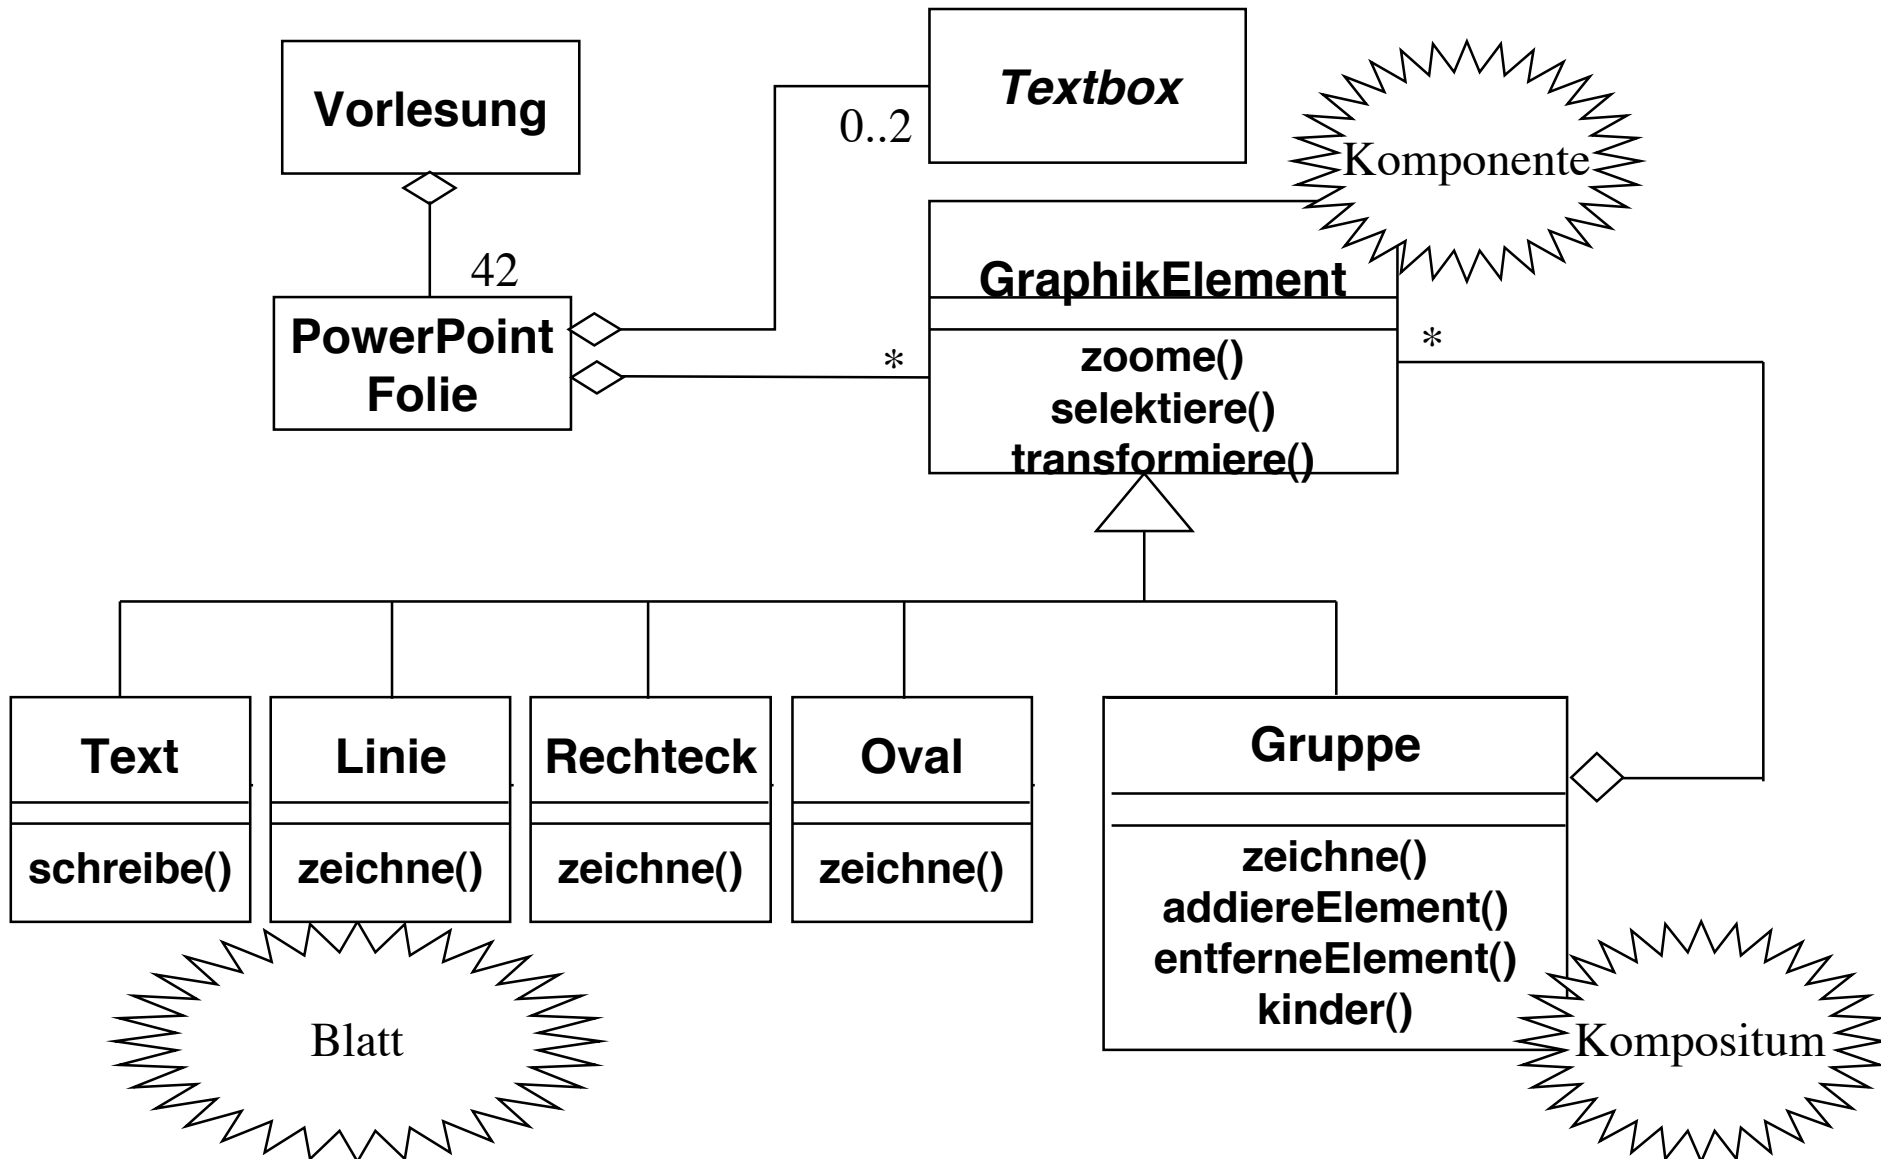 Vorlesung
Textbox
0..2
Komponente
42
PowerPoint
Folie
*
GraphikElement
zoome()
selektiere()
transformiere()
*
Text
schreibe()
Linie
zeichne()
Rechteck
zeichne()
Oval
zeichne()
Gruppe
zeichne()
addiereElement()
entferneElement()
kinder()
Blatt
Kompositum